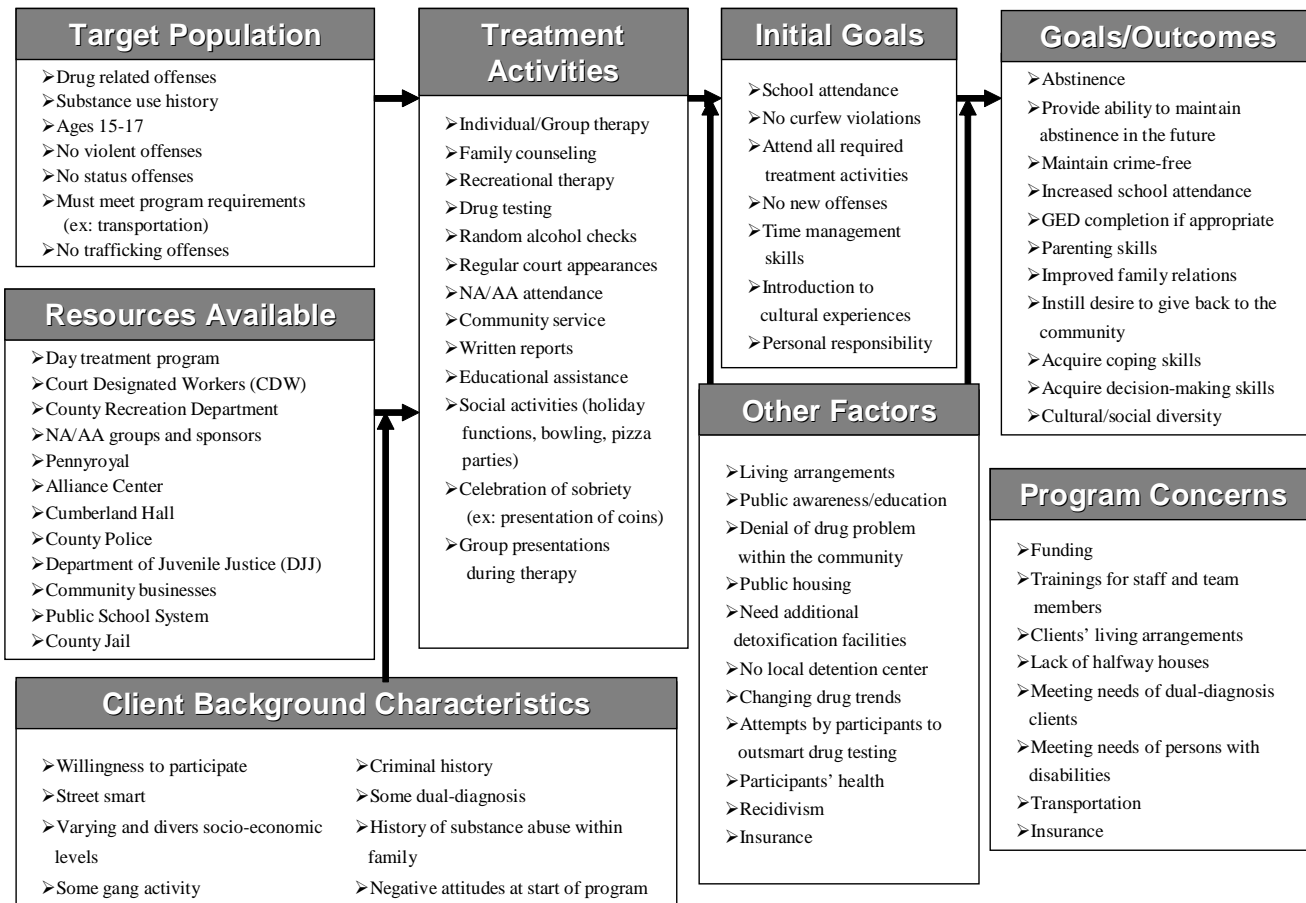 Target Population
➢Drug related offenses
➢Substance use history
➢Ages 15-17
➢No violent offenses
➢No status offenses
➢Must meet program requirements
(ex: transportation)
➢No trafficking offenses
Resources Available
➢Day treatment program
➢Court Designated Workers (CDW)
➢County Recreation Department
➢NA/AA groups and sponsors
➢Pennyroyal
➢Alliance Center
➢Cumberland Hall
➢County Police
➢Department of Juvenile Justice (DJJ)
➢Community businesses
➢Public School System
➢County Jail
Client Background Characteristics
➢Willingness to participate
➢Street smart
➢Varying and divers socio-economic
levels
➢Some gang activity
➢Criminal history
➢Some dual-diagnosis
➢History of substance abuse within
family
➢Negative attitudes at start of program
Treatment
Activities
➢Individual/Group therapy
➢Family counseling
➢Recreational therapy
➢Drug testing
➢Random alcohol checks
➢Regular court appearances
➢NA/AA attendance
➢Community service
➢Written reports
➢Educational assistance
➢Social activities (holiday
functions, bowling, pizza
parties)
➢Celebration of sobriety
(ex: presentation of coins)
➢Group presentations
during therapy
Initial Goals
➢School attendance
➢No curfew violations
➢Attend all required
treatment activities
➢No new offenses
➢Time management
skills
➢Introduction to
cultural experiences
➢Personal responsibility
Other Factors
➢Living arrangements
➢Public awareness/education
➢Denial of drug problem
within the community
➢Public housing
➢Need additional
detoxification facilities
➢No local detention center
➢Changing drug trends
➢Attempts by participants to
outsmart drug testing
➢Participants’ health
➢Recidivism
➢Insurance
Goals/Outcomes
➢Abstinence
➢Provide ability to maintain
abstinence in the future
➢Maintain crime-free
➢Increased school attendance
➢GED completion if appropriate
➢Parenting skills
➢Improved family relations
➢Instill desire to give back to the
community
➢Acquire coping skills
➢Acquire decision-making skills
➢Cultural/social diversity
Program Concerns
➢Funding
➢Trainings for staff and team
members
➢Clients’ living arrangements
➢Lack of halfway houses
➢Meeting needs of dual-diagnosis
clients
➢Meeting needs of persons with
disabilities
➢Transportation
➢Insurance